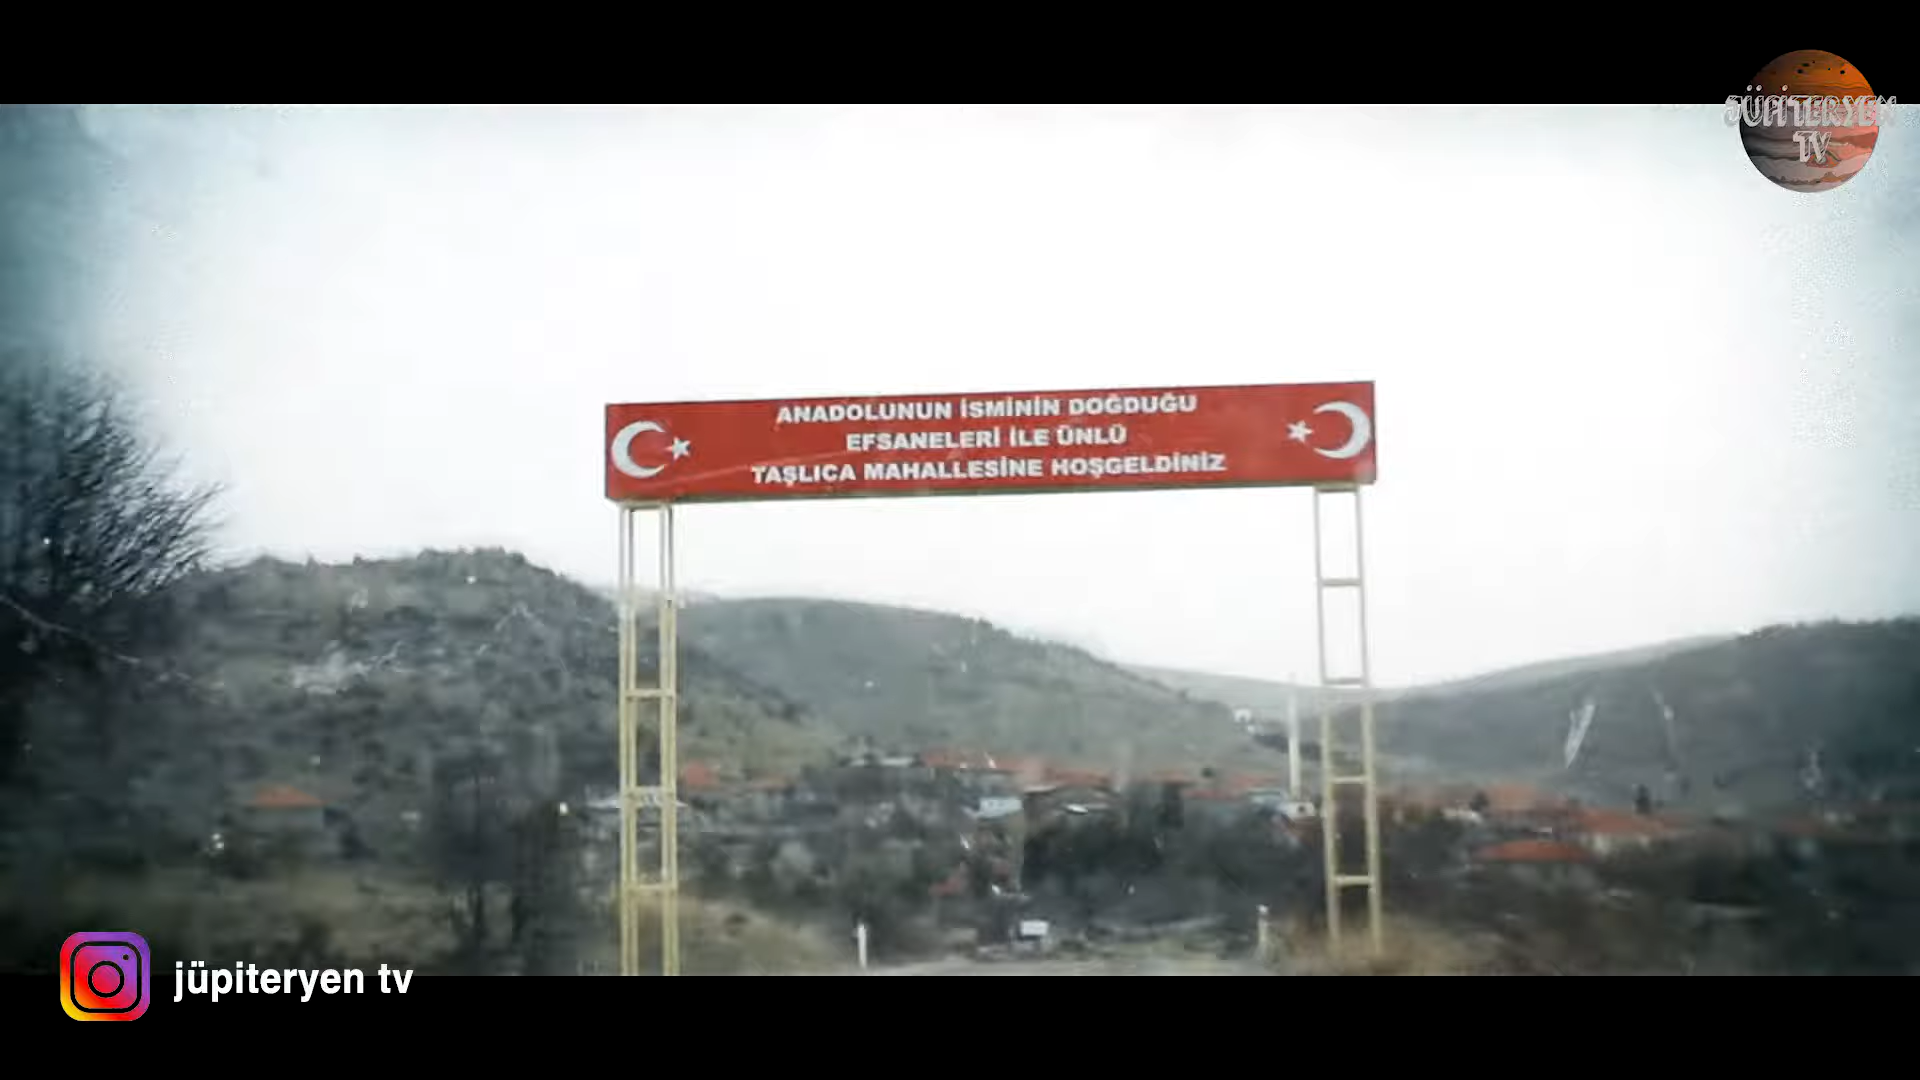 JÜPİTERYEN
TV
ANADOLUNUN İSMİNİN DOĞDUĞU
EFSANELERİ İLE ÜNLÜ
TAŞLICA MAHALLESİNE HOŞGELDİNİZ
jüpiteryen tv